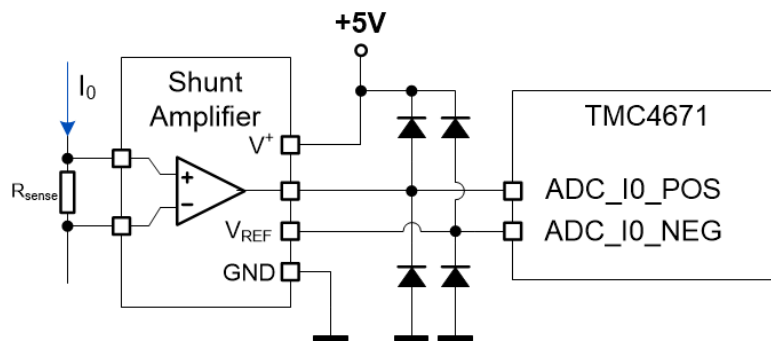 +5V
I0
Shunt
Amplifier
TMC4671
V+
+
Rsense
ADC_I0_POS
−
VREF
ADC_I0_NEG
GND